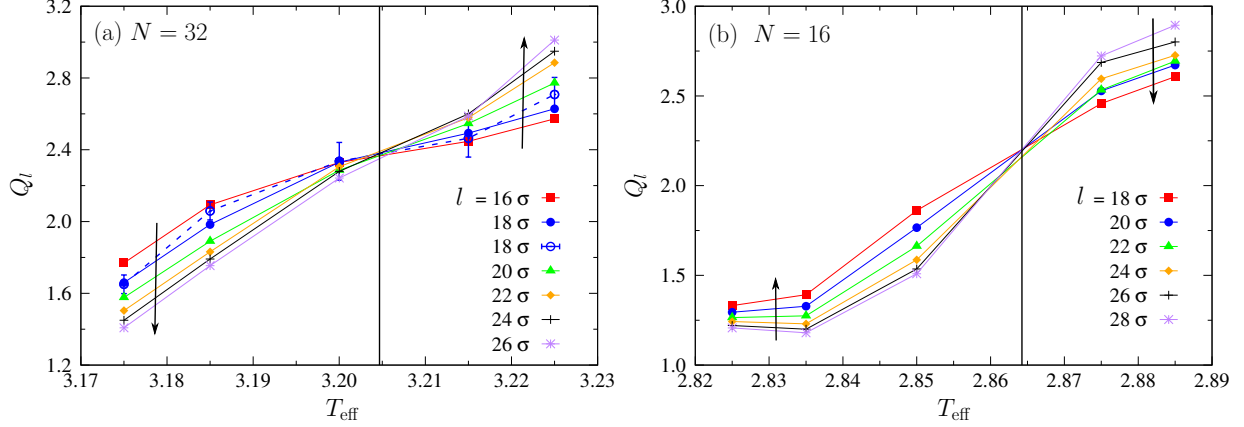 (a) N = 32
Q_l
3.2
2.8
2.4
2.0
1.6
1.2
l = 16 σ
18 σ
18 σ
20 σ
22 σ
24 σ
26 σ
3.17 3.18 3.19 3.20 3.21 3.22 3.23
T_eff
(b) N = 16
Q_l
3.0
2.5
2.0
1.5
1.0
l = 18 σ
20 σ
22 σ
24 σ
26 σ
28 σ
2.82 2.83 2.84 2.85 2.86 2.87 2.88 2.89
T_eff